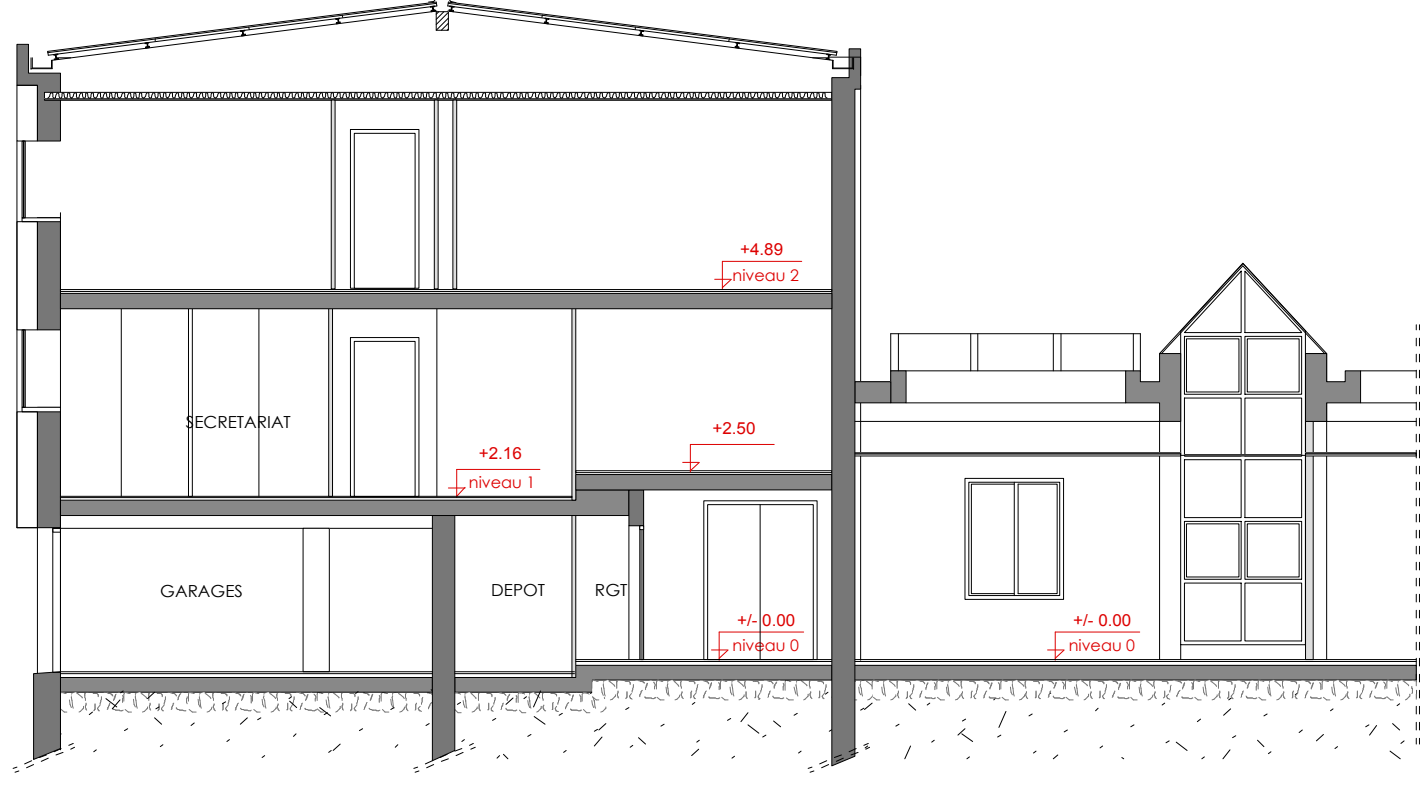 +4.89
niveau 2
SECRETARIAT
+2.16
niveau 1
+2.50
GARAGES
DEPOT
RGT
+/- 0.00
niveau 0
+/- 0.00
niveau 0